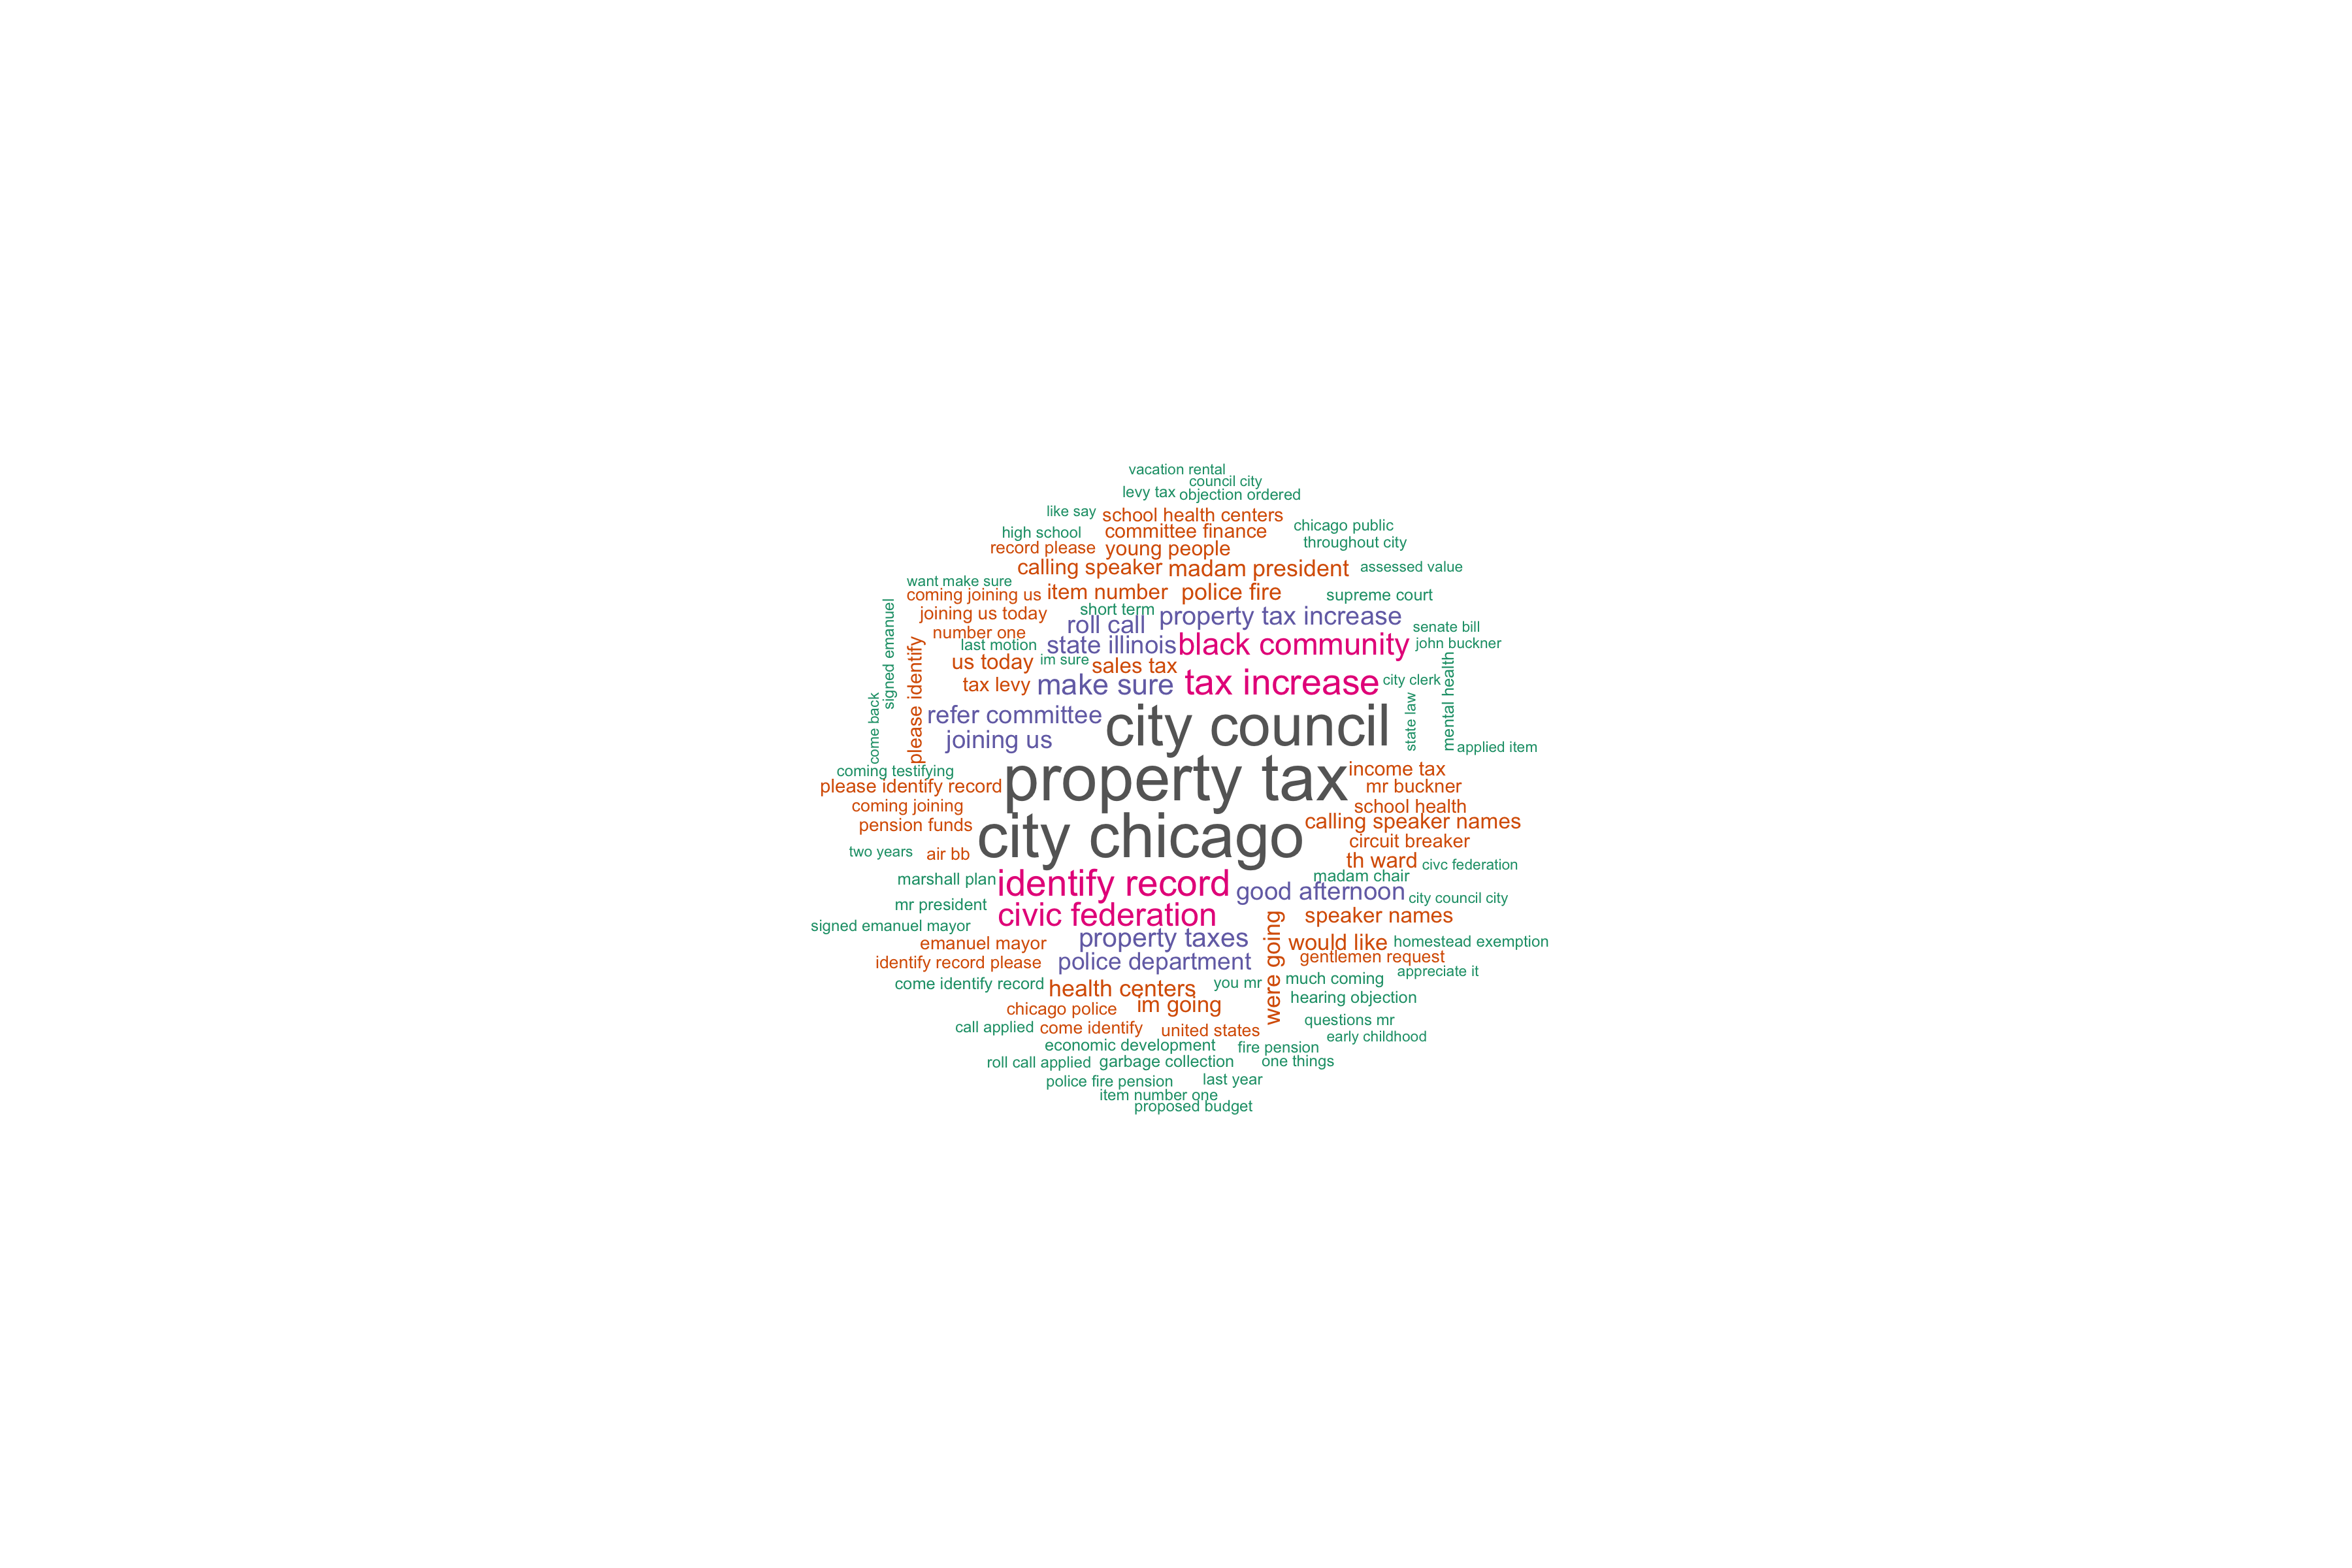 vacation rental
council city
levy tax
objection ordered
like say
school health centers
high school
committee finance
chicago public
record please
young people
throughout city
calling speaker
madam president
assessed value
want make sure
coming joining us
item number
police fire
supreme court
joining us today
short term
property tax increase
number one
roll call
senate bill
last motion
state illinois
black community
john buckner
us today
im sure
sales tax
tax levy
make sure
tax increase
city clerk
signed emanuel
please identify
come back
refer committee
city council
state law
mental health
joining us
applied item
coming testifying
property tax
income tax
please identify record
mr buckner
coming joining
school health
pension funds
city chicago
calling speaker names
circuit breaker
two years
air bb
th ward
civc federation
marshall plan
identify record
madam chair
good afternoon
city council city
mr president
civic federation
speaker names
signed emanuel mayor
emanuel mayor
property taxes
were going
would like
homestead exemption
identify record please
police department
gentlemen request
appreciate it
come identify record
health centers
you mr
much coming
hearing objection
chicago police
im going
questions mr
call applied
come identify
united states
early childhood
economic development
fire pension
roll call applied
garbage collection
one things
police fire pension
last year
item number one
proposed budget